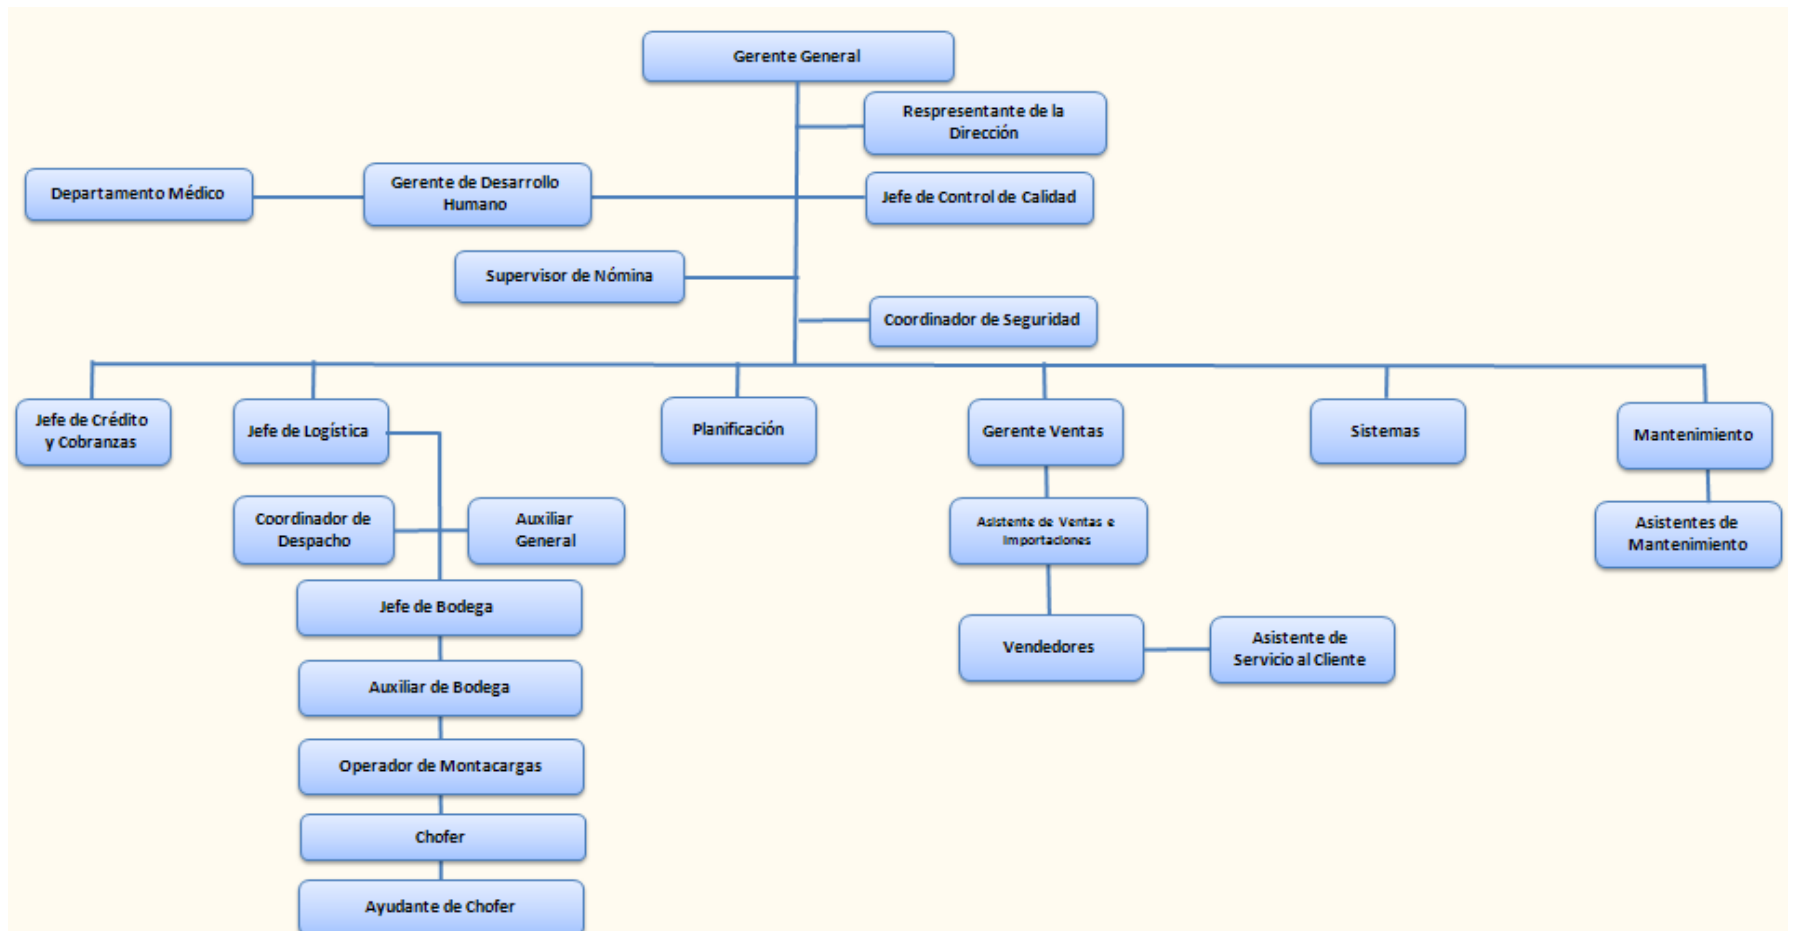 Gerente General
Respresentante de la
Dirección
Departamento Médico
Gerente de Desarrollo
Humano
Jefe de Control de Calidad
Supervisor de Nómina
Coordinador de Seguridad
Jefe de Crédito
y Cobranzas
Jefe de Logística
Planificación
Gerente Ventas
Sistemas
Mantenimiento
Coordinador de
Despacho
Auxiliar
General
Asistente de Ventas e
Importaciones
Asistentes de
Mantenimiento
Jefe de Bodega
Vendedores
Asistente de
Servicio al Cliente
Auxiliar de Bodega
Operador de Montacargas
Chofer
Ayudante de Chofer